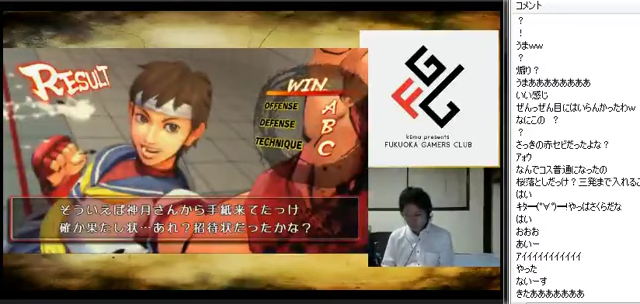 RESULT
WIN
OFFENSE A
DEFENSE B
TECHNIQUE C
そういえば神月さんから手紙来てたっけ
確か果たし状…あれ？招待状だったかな？
FGC
kōma presents
FUKUOKA GAMERS CLUB
コメント
？
！
うまww
？
煽り？
うまああああああああ
いい感じ
ぜんっぜん目にはいらんかったわw
なにこの ？
？
さっきの赤セビだったよな？
アォウ
なんでコス普通になったの
桜落としだっけ？三発まで入れるこ
はい
ｷﾀ━(ﾟ∀ﾟ)━!やっぱさくらだな
はい
おおお
あいー
アイイイイイイイイイイイ
やった
ないーす
きたあああああああ